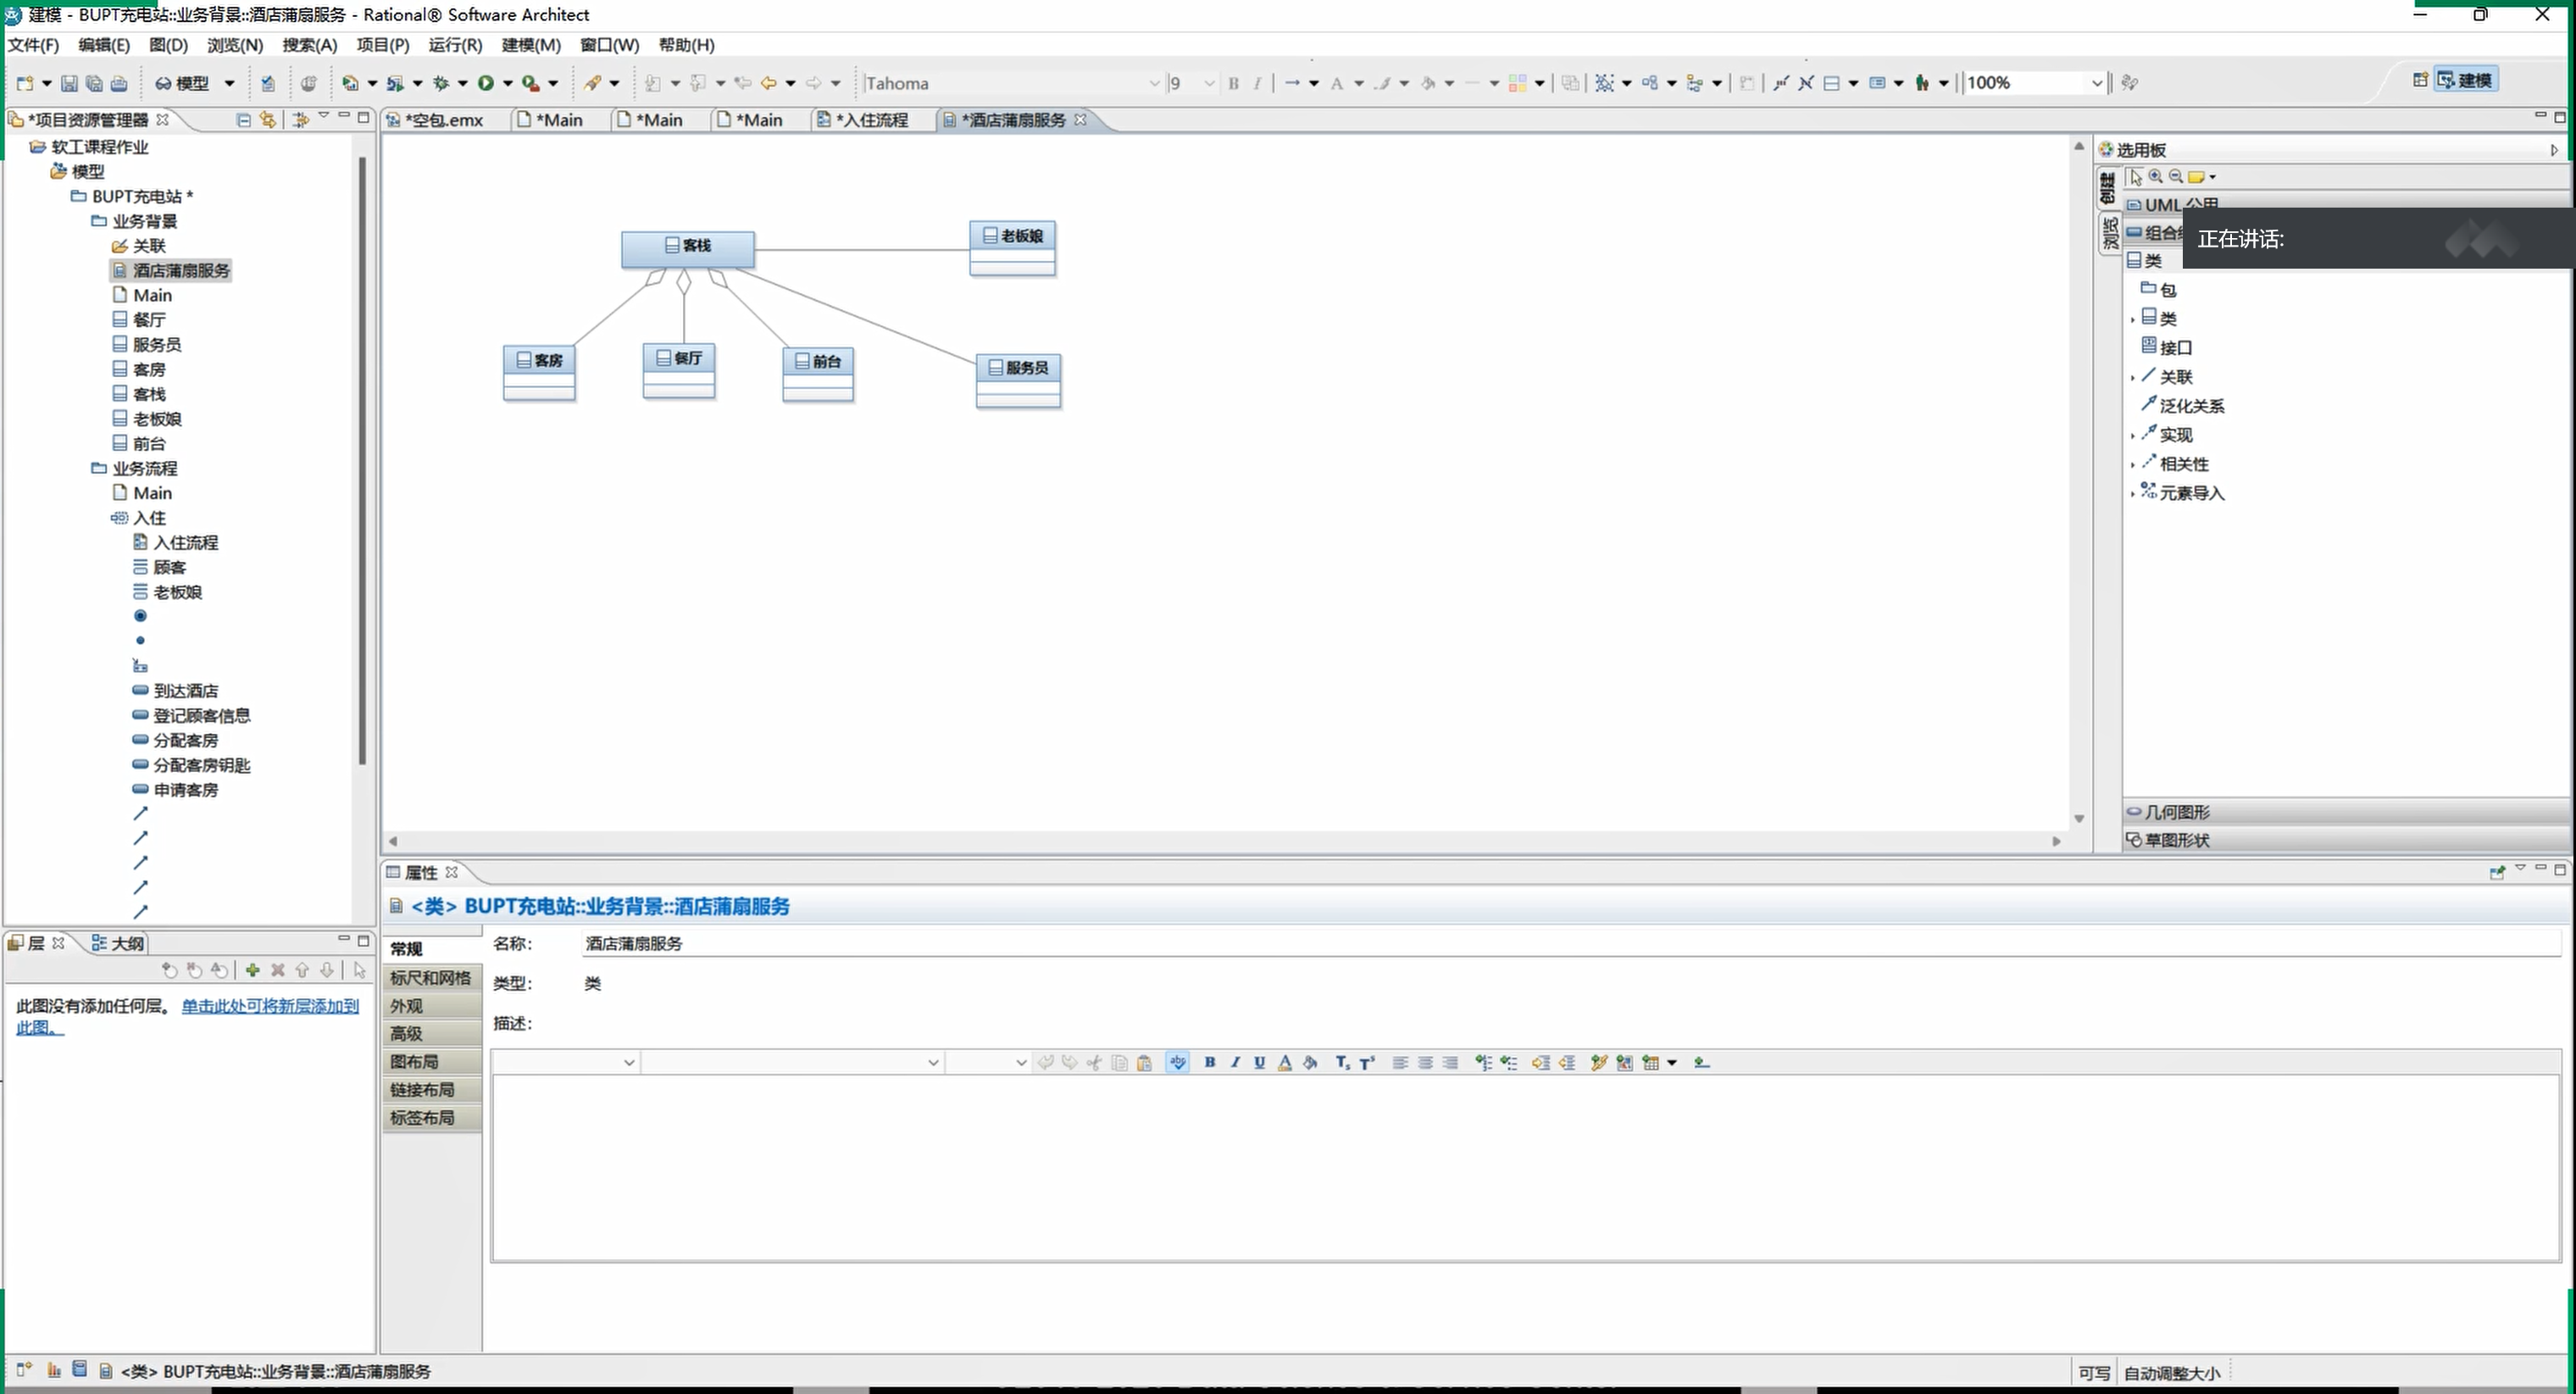 建模 - BUPT充电站::业务背景::酒店蒲扇服务 - Rational® Software Architect
文件(F) 编辑(E) 图(D) 浏览(N) 搜索(A) 项目(P) 运行(R) 建模(M) 窗口(W) 帮助(H)
模型 Tahoma 9 B I A 100% 建模
*项目资源管理器
*空包.emx *Main *Main *Main *入住流程 *酒店蒲扇服务
软工课程作业
模型
BUPT充电站 *
业务背景
关联
酒店蒲扇服务
Main
餐厅
服务员
客房
客栈
老板娘
前台
业务流程
Main
入住
入住流程
顾客
老板娘
到达酒店
登记顾客信息
分配客房
分配客房钥匙
申请客房
客栈
老板娘
客房
餐厅
前台
服务员
选用板
创建
浏览
UML 公用
正在讲话:
类
包
类
接口
关联
泛化关系
实现
相关性
元素导入
几何图形
草图形状
层 大纲
此图没有添加任何层。 单击此处可将新层添加到
此图。
属性
<类> BUPT充电站::业务背景::酒店蒲扇服务
常规
标尺和网格
外观
高级
图布局
链接布局
标签布局
名称: 酒店蒲扇服务
类型: 类
描述:
<类> BUPT充电站::业务背景::酒店蒲扇服务
可写 自动调整大小